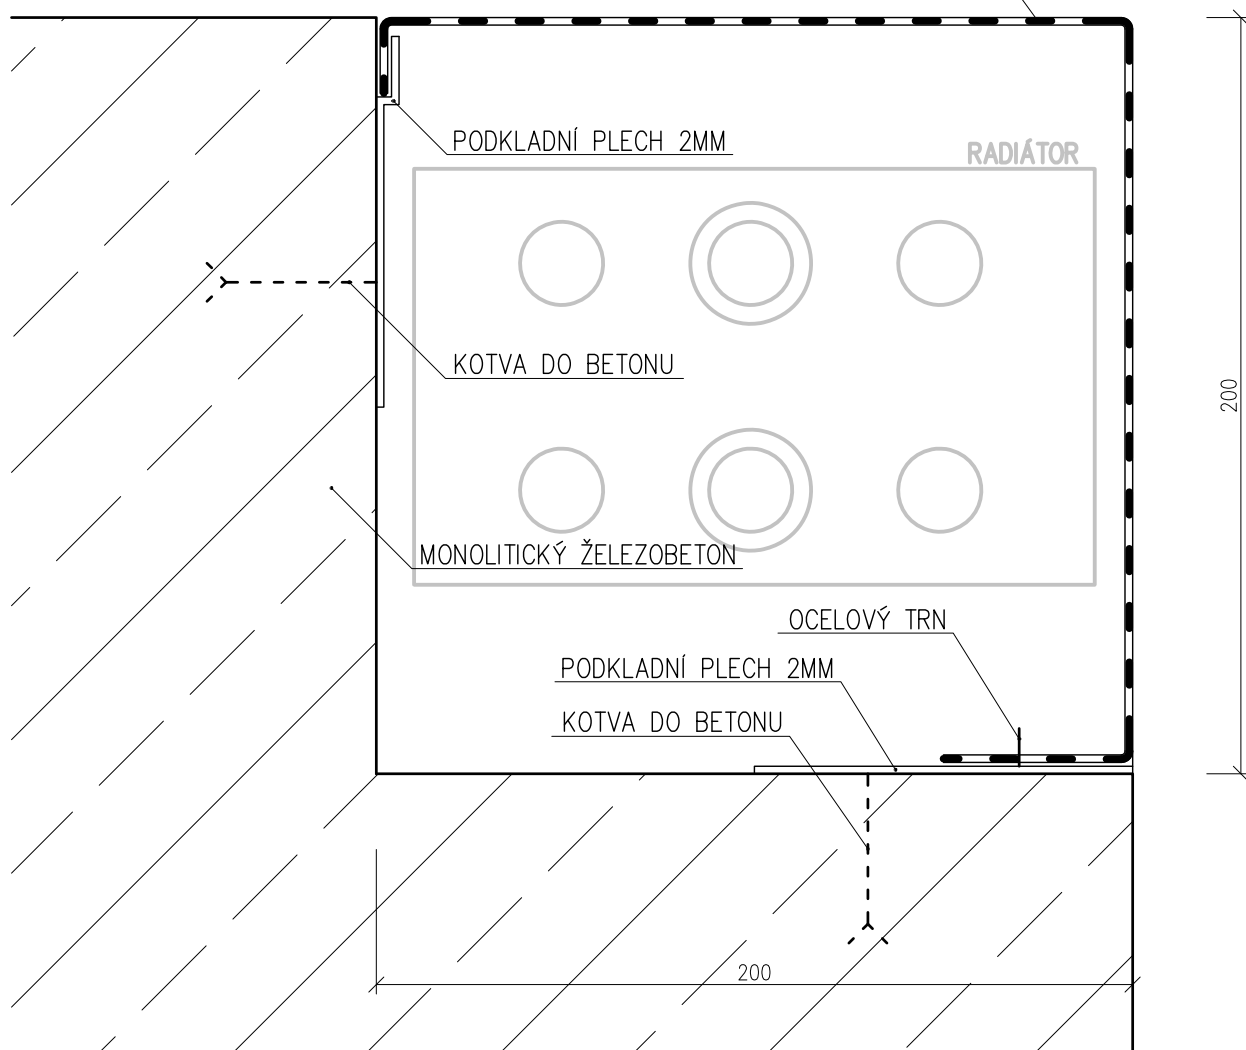 PODKLADNÍ PLECH 2MM
RADIÁTOR
KOTVA DO BETONU
200
MONOLITICKÝ ŽELEZOBETON
OCELOVÝ TRN
PODKLADNÍ PLECH 2MM
KOTVA DO BETONU
200